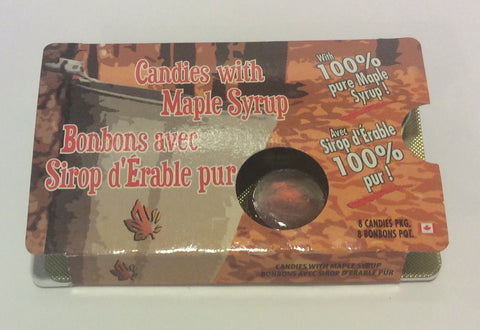 Candies with
Maple Syrup
Bonbons avec
Sirop d'Érable pur
With
100%
pure Maple
Syrup!
Avec
Sirop d'Érable
100%
pur!
8 CANDIES PKG.
8 BONBONS PQT.
CANDIES WITH MAPLE SYRUP
BONBONS AVEC SIROP D'ÉRABLE PUR